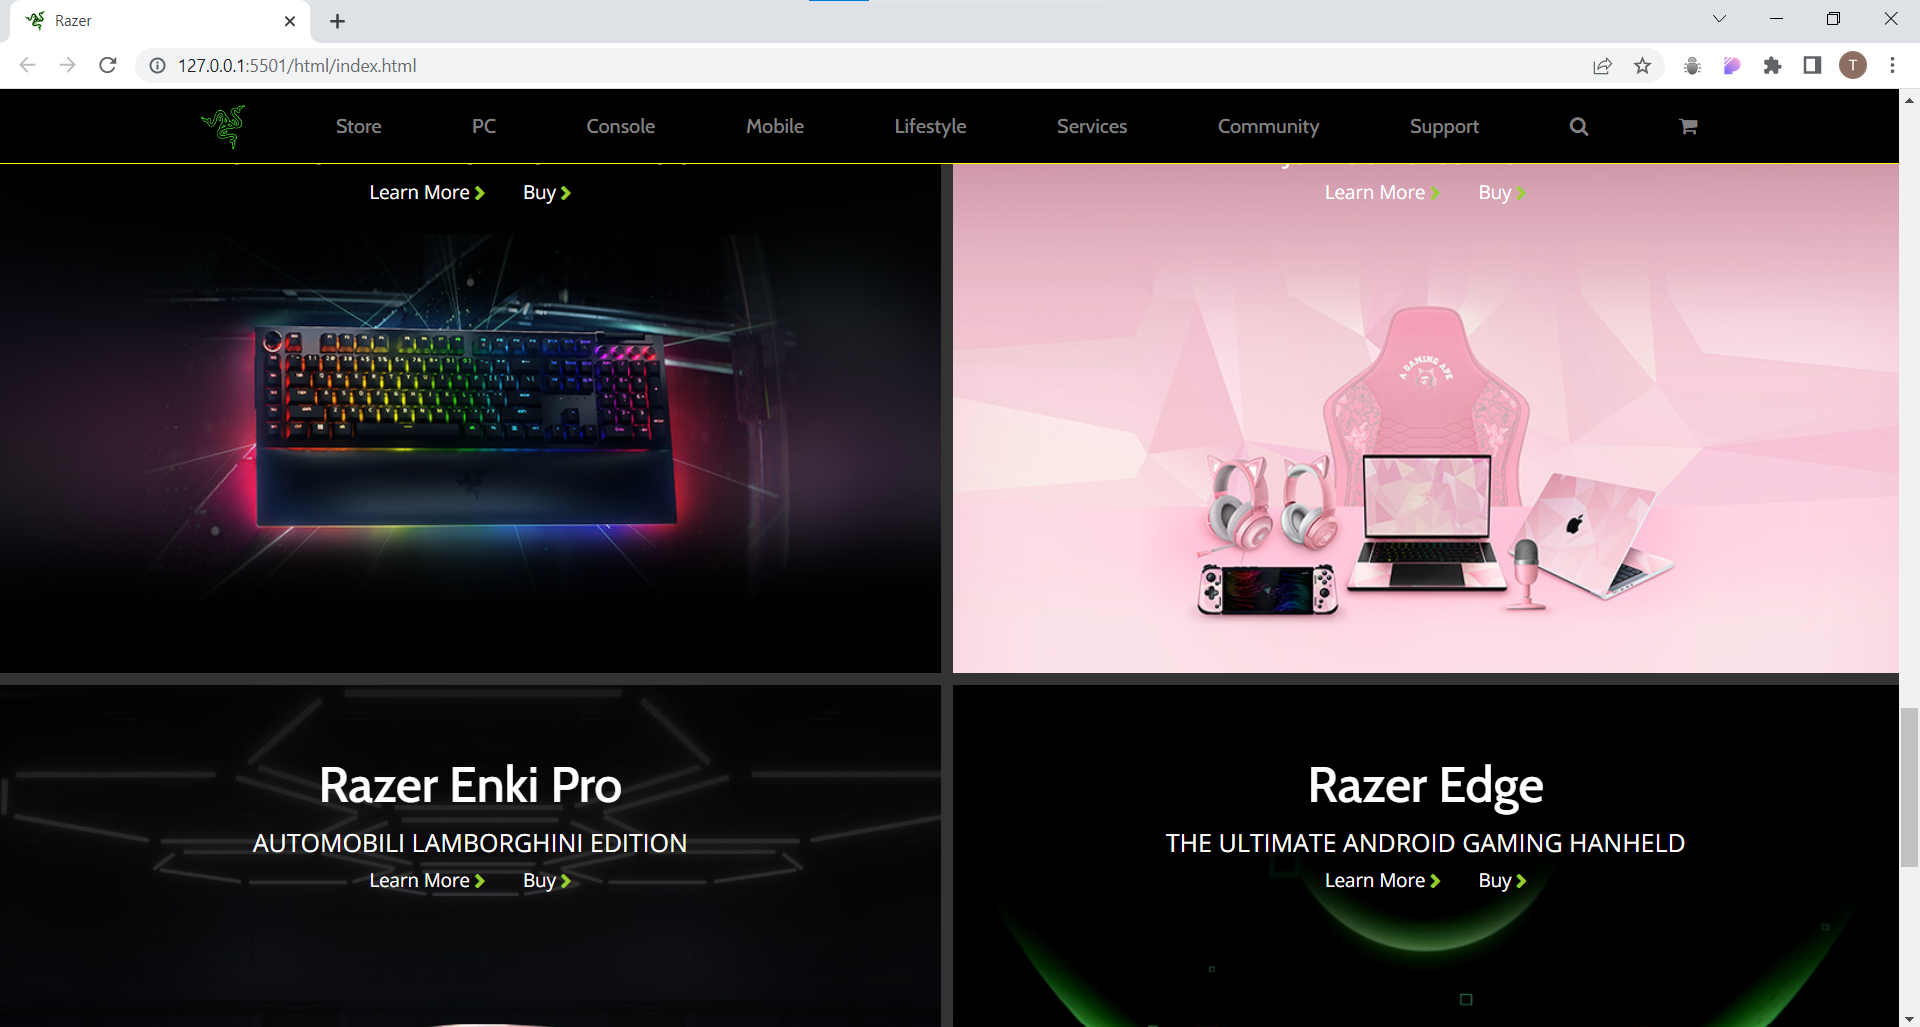 Razer
127.0.0.1:5501/html/index.html
T
Store PC Console Mobile Lifestyle Services Community Support
Learn More Buy
Learn More Buy
A GAMING APE
Razer Enki Pro
AUTOMOBILI LAMBORGHINI EDITION
Learn More Buy
Razer Edge
THE ULTIMATE ANDROID GAMING HANHELD
Learn More Buy